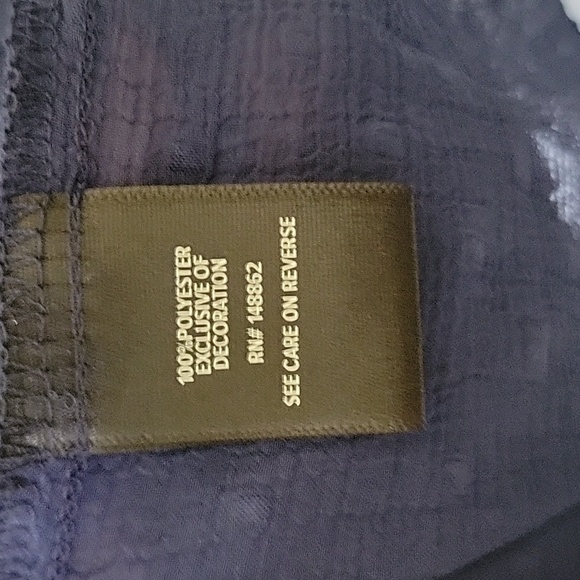 100%POLYESTER
EXCLUSIVE OF
DECORATION
RN# 148862
SEE CARE ON REVERSE